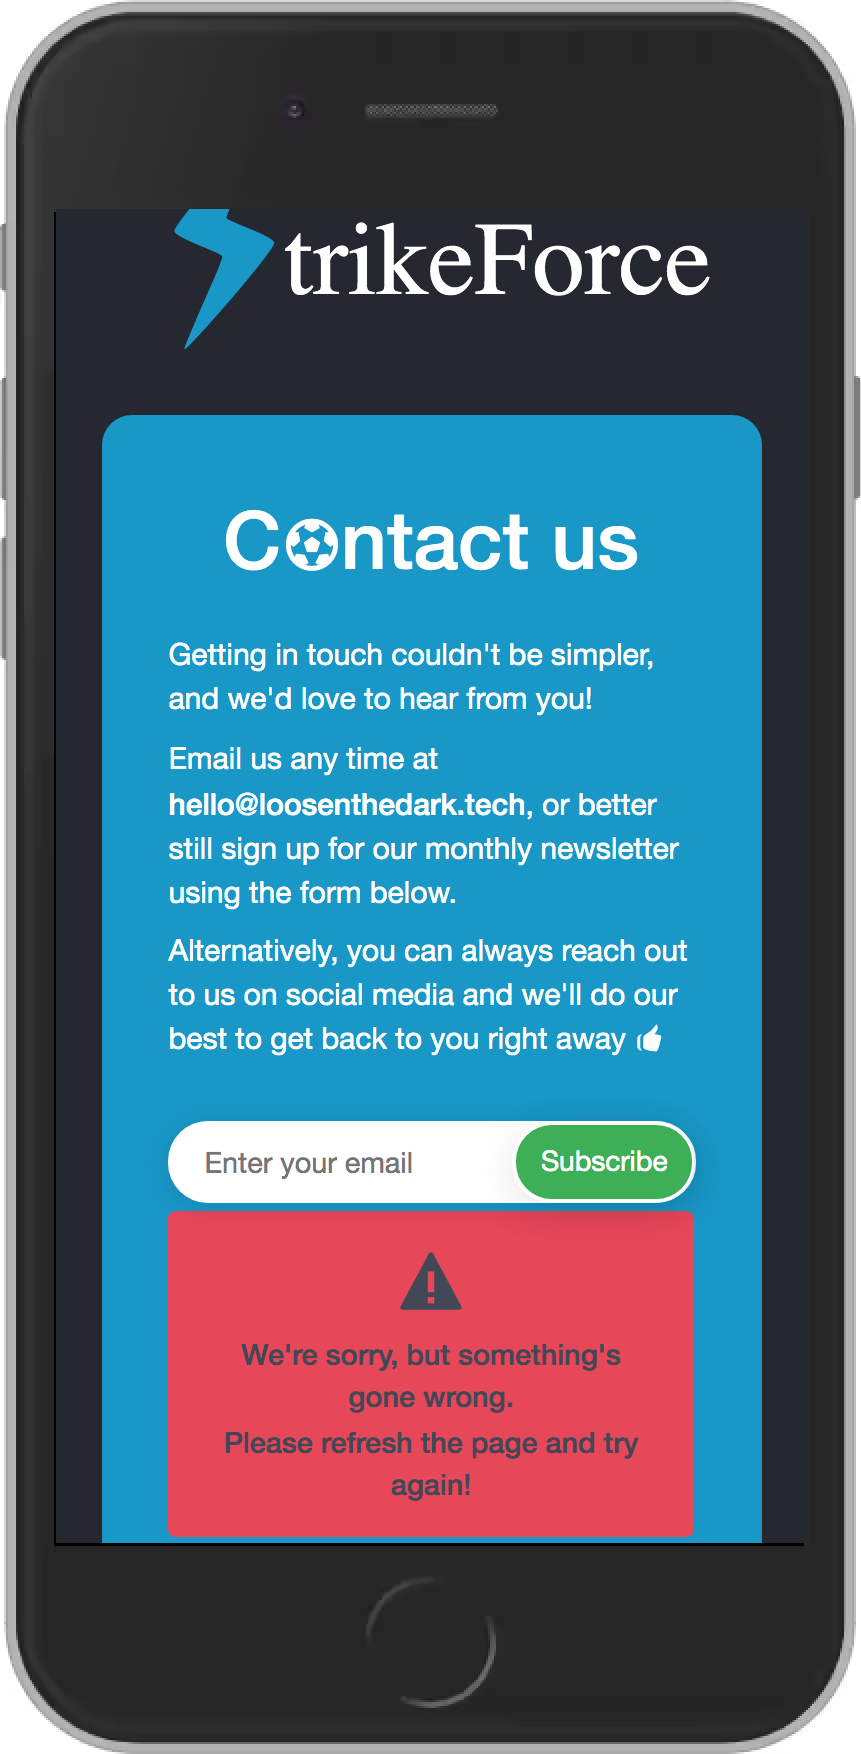 trikeForce
Contact us
Getting in touch couldn't be simpler,
and we'd love to hear from you!
Email us any time at
hello@loosenthedark.tech, or better
still sign up for our monthly newsletter
using the form below.
Alternatively, you can always reach out
to us on social media and we'll do our
best to get back to you right away
Enter your email
Subscribe
We're sorry, but something's
gone wrong.
Please refresh the page and try
again!